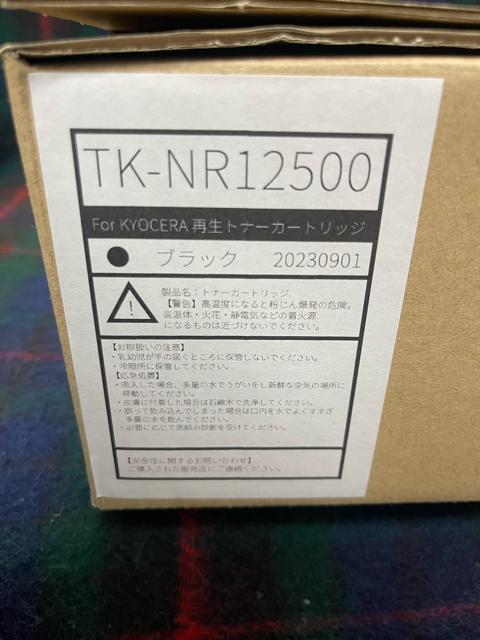 TK-NR12500
For KYOCERA 再生トナーカートリッジ
ブラック 20230901
製品名：トナーカートリッジ
【警告】高温度になると粉じん爆発の危険。
高温体・火花・静電気などの着火源
になるものは近づけないでください。
【お取扱いの注意】
・乳幼児が手の届くところに保管しないでください。
・冷暗所に保管してください。
【応急処置】
・吸入した場合、多量の水でうがいをし新鮮な空気の場所に
移動してください。
・皮膚に付着した場合は石鹸水で洗浄してください。
・誤って飲み込んでしまった場合は口内を水でよくすすぎ
多量の水を飲んでください。
・必要に応じて医師の診断を受けてください。
【安全性に関するお問い合わせ】
ご購入された販売店にご連絡ください。